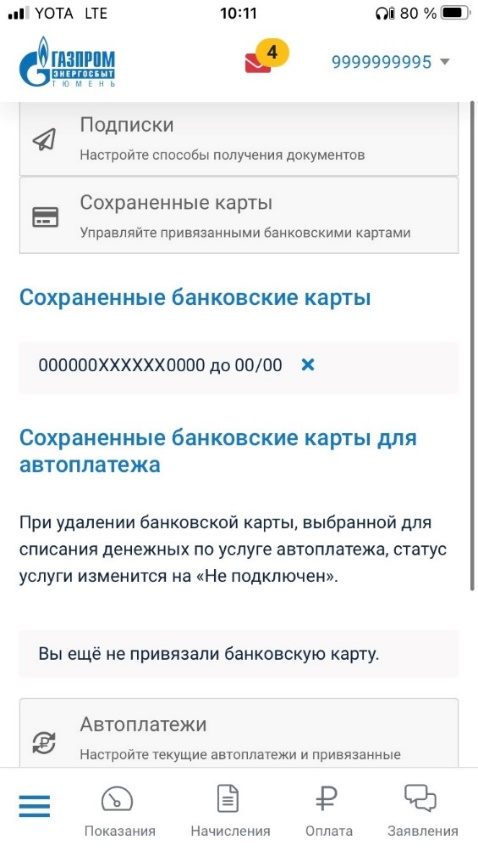 YOTA LTE 10:11 80 %
ГАЗПРОМ
ЭНЕРГОСБЫТ
ТЮМЕНЬ
4
9999999995
Подписки
Настройте способы получения документов
Сохраненные карты
Управляйте привязанными банковскими картами
Сохраненные банковские карты
000000XXXXXX0000 до 00/00
Сохраненные банковские карты для
автоплатежа
При удалении банковской карты, выбранной для
списания денежных по услуге автоплатежа, статус
услуги изменится на «Не подключен».
Вы ещё не привязали банковскую карту.
Автоплатежи
Настройте текущие автоплатежи и привязанные
Показания Начисления Оплата Заявления